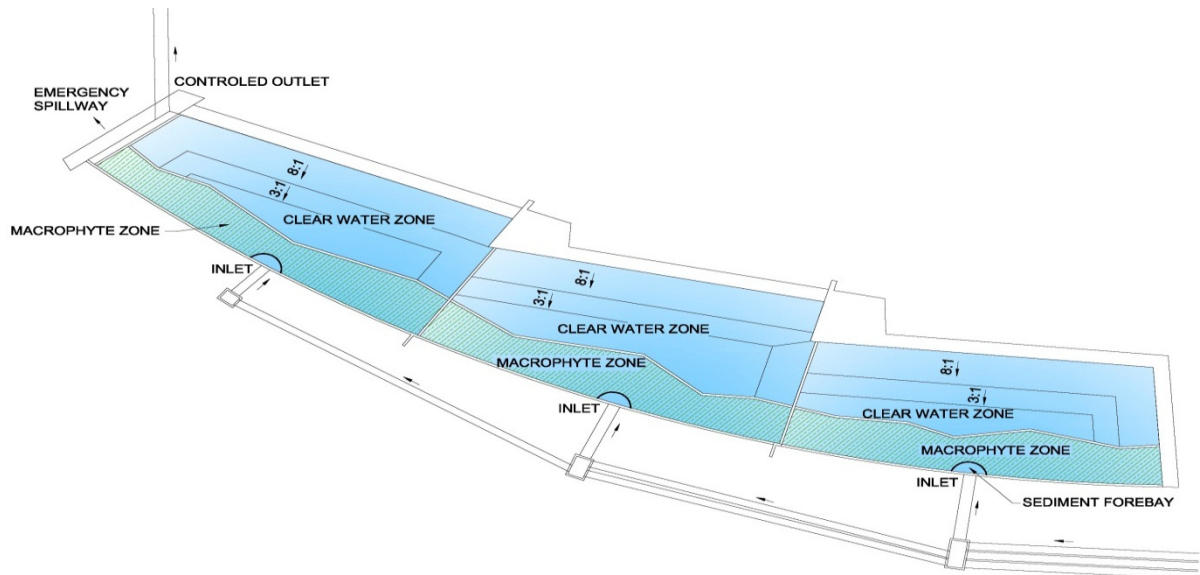 CONTROLED OUTLET
EMERGENCY
SPILLWAY
8:1
3:1
CLEAR WATER ZONE
MACROPHYTE ZONE
INLET
8:1
3:1
CLEAR WATER ZONE
MACROPHYTE ZONE
INLET
8:1
3:1
CLEAR WATER ZONE
MACROPHYTE ZONE
INLET
SEDIMENT FOREBAY